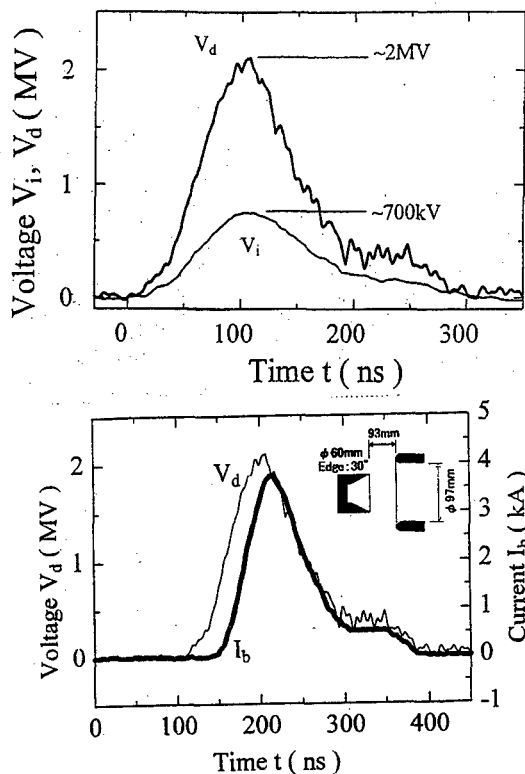 Voltage V_i, V_d ( MV )
2
1
0
V_d
~2MV
~700kV
V_i
0 100 200 300
Time t ( ns )
Voltage V_d ( MV )
2
1
0
V_d
I_b
93mm
φ 60mm
Edge : 30°
φ 97mm
5
4
3
2
1
0
-1
Current I_b ( kA )
0 100 200 300 400
Time t ( ns )